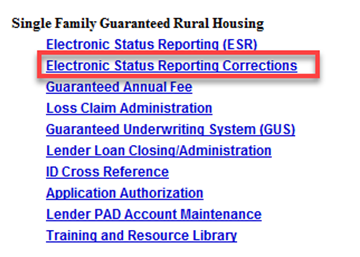 Single Family Guaranteed Rural Housing
Electronic Status Reporting (ESR)
Electronic Status Reporting Corrections
Guaranteed Annual Fee
Loss Claim Administration
Guaranteed Underwriting System (GUS)
Lender Loan Closing/Administration
ID Cross Reference
Application Authorization
Lender PAD Account Maintenance
Training and Resource Library